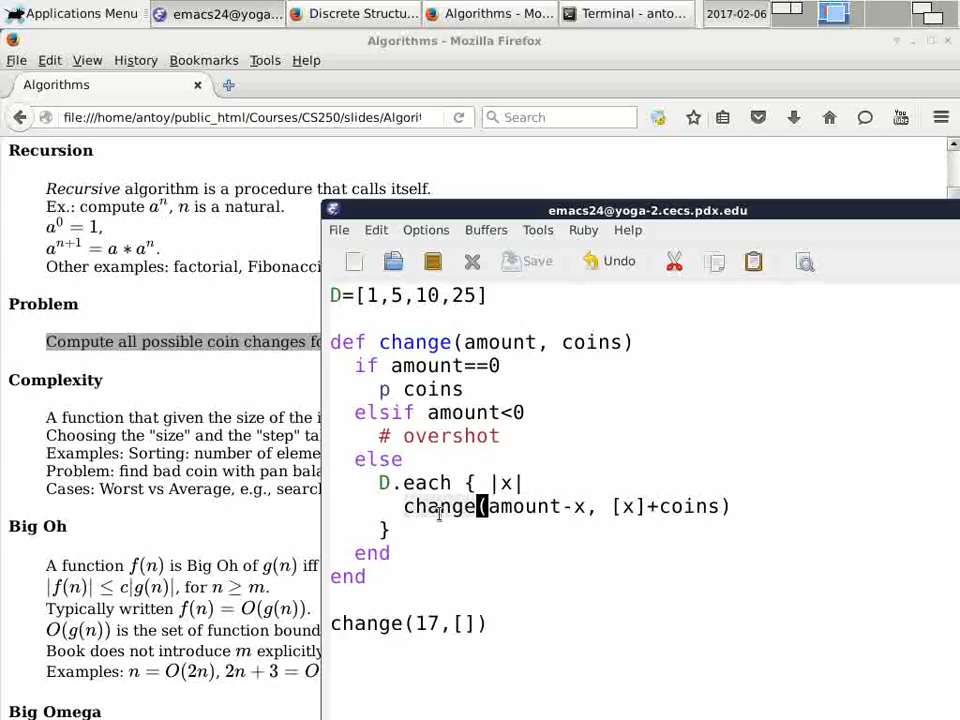 Applications Menu
emacs24@yoga...
Discrete Structu...
Algorithms - Mo...
Terminal - anto...
2017-02-06
Algorithms - Mozilla Firefox
File Edit View History Bookmarks Tools Help
Algorithms
file:///home/antoy/public_html/Courses/CS250/slides/Algorit
Search
You
Tube
Recursion
Recursive algorithm is a procedure that calls itself.
Ex.: compute aⁿ, n is a natural.
a⁰ = 1,
aⁿ⁺¹ = a ∗ aⁿ.
Other examples: factorial, Fibonacci
Problem
Compute all possible coin changes fo
Complexity
A function that given the size of the i
Choosing the "size" and the "step" ta
Examples: Sorting: number of eleme
Problem: find bad coin with pan bala
Cases: Worst vs Average, e.g., search
Big Oh
A function f(n) is Big Oh of g(n) iff
|f(n)| ≤ c|g(n)|, for n ≥ m.
Typically written f(n) = O(g(n)).
O(g(n)) is the set of function bound
Book does not introduce m explicitly
Examples: n = O(2n), 2n + 3 = O
Big Omega
emacs24@yoga-2.cecs.pdx.edu
File Edit Options Buffers Tools Ruby Help
Save
Undo
D=[1,5,10,25]
def change(amount, coins)
if amount==0
p coins
elsif amount<0
# overshot
else
D.each { |x|
change(amount-x, [x]+coins)
}
end
end
change(17,[])